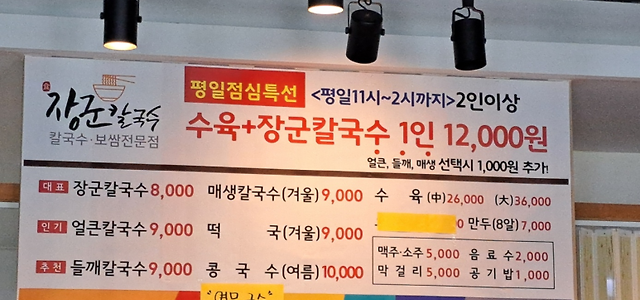 장군칼국수
칼국수·보쌈전문점
평일점심특선 <평일11시~2시까지>2인이상
수육+장군칼국수 1인 12,000원
얼큰, 들깨, 매생 선택시 1,000원 추가!
대표 장군칼국수 8,000 매생칼국수(겨울) 9,000 수 육 (中) 26,000 (大) 36,000
인기 얼큰칼국수 9,000 떡 국(겨울) 9,000 0 만두(8알) 7,000
추천 들깨칼국수 9,000 콩 국 수(여름) 10,000
맥주·소주 5,000 음 료 수 2,000
막 걸 리 5,000 공 기 밥 1,000